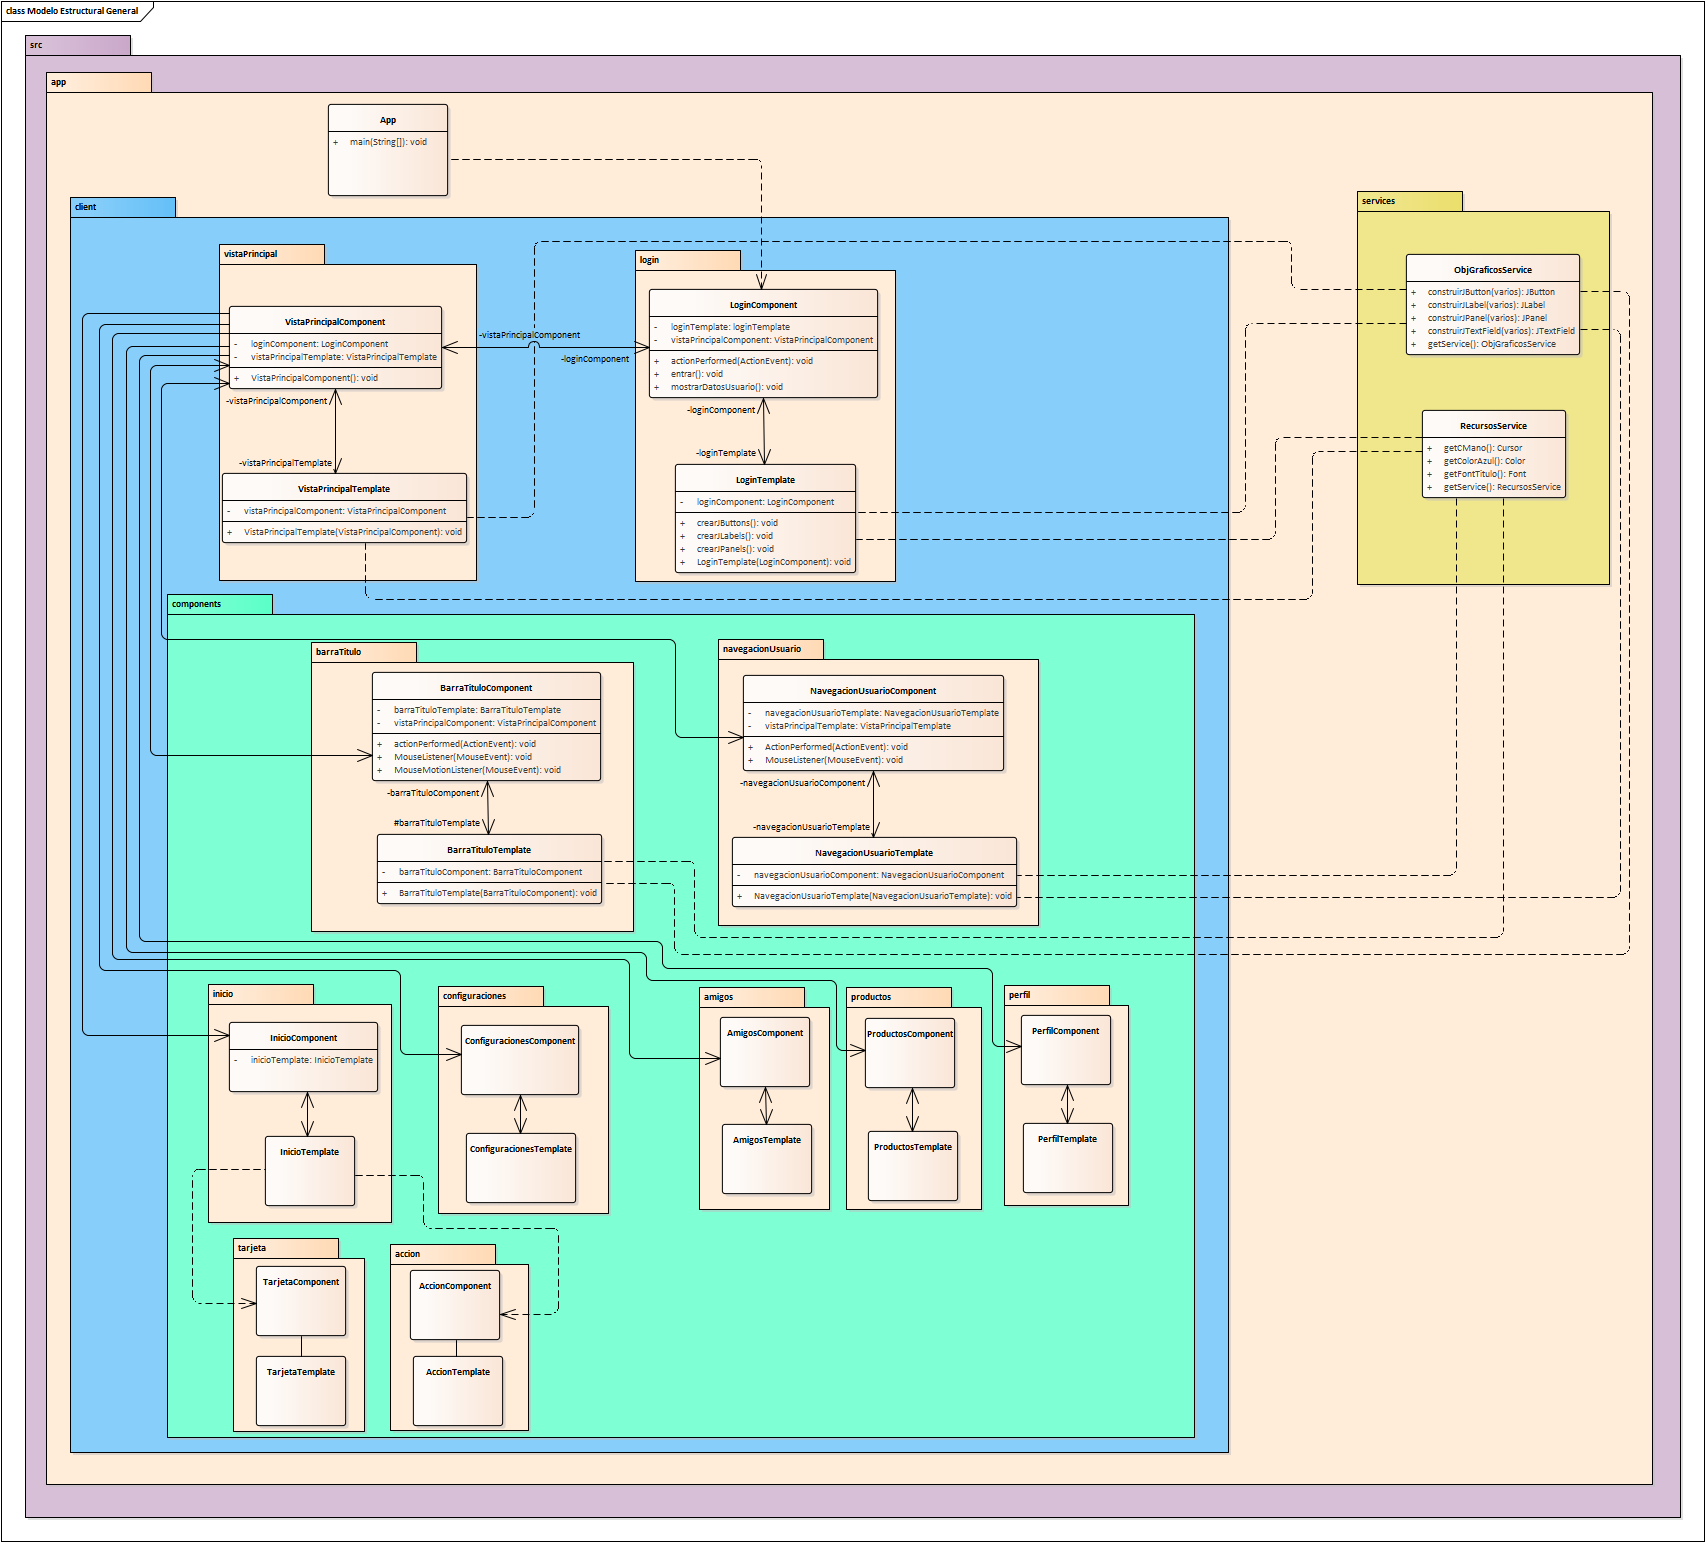 class Modelo Estructural General
src
app
App
+ main(String[]): void
client
services
vistaPrincipal
login
ObjGraficosService
+ construirJButton(varios): JButton
+ construirJLabel(varios): JLabel
+ construirJPanel(varios): JPanel
+ construirJTextField(varios): JTextField
+ getService(): ObjGraficosService
VistaPrincipalComponent
- loginComponent: LoginComponent
- vistaPrincipalTemplate: VistaPrincipalTemplate
+ VistaPrincipalComponent(): void
-vistaPrincipalComponent
-loginComponent
LoginComponent
- loginTemplate: loginTemplate
- vistaPrincipalComponent: VistaPrincipalComponent
+ actionPerformed(ActionEvent): void
+ entrar(): void
+ mostrarDatosUsuario(): void
-vistaPrincipalComponent
-vistaPrincipalTemplate
-loginComponent
-loginTemplate
RecursosService
+ getCMano(): Cursor
+ getColorAzul(): Color
+ getFontTitulo(): Font
+ getService(): RecursosService
VistaPrincipalTemplate
- vistaPrincipalComponent: VistaPrincipalComponent
+ VistaPrincipalTemplate(VistaPrincipalComponent): void
LoginTemplate
- loginComponent: LoginComponent
+ crearJButtons(): void
+ crearJLabels(): void
+ crearJPanels(): void
+ LoginTemplate(LoginComponent): void
components
barraTitulo
navegacionUsuario
BarraTituloComponent
- barraTituloTemplate: BarraTituloTemplate
- vistaPrincipalComponent: VistaPrincipalComponent
+ actionPerformed(ActionEvent): void
+ MouseListener(MouseEvent): void
+ MouseMotionListener(MouseEvent): void
NavegacionUsuarioComponent
- navegacionUsuarioTemplate: NavegacionUsuarioTemplate
- vistaPrincipalTemplate: VistaPrincipalTemplate
+ ActionPerformed(ActionEvent): void
+ MouseListener(MouseEvent): void
-barraTituloComponent
#barraTituloTemplate
-navegacionUsuarioComponent
-navegacionUsuarioTemplate
BarraTituloTemplate
- barraTituloComponent: BarraTituloComponent
+ BarraTituloTemplate(BarraTituloComponent): void
NavegacionUsuarioTemplate
- navegacionUsuarioComponent: NavegacionUsuarioComponent
+ NavegacionUsuarioTemplate(NavegacionUsuarioTemplate): void
inicio
configuraciones
amigos
productos
perfil
InicioComponent
- inicioTemplate: InicioTemplate
ConfiguracionesComponent
AmigosComponent
ProductosComponent
PerfilComponent
InicioTemplate
ConfiguracionesTemplate
AmigosTemplate
ProductosTemplate
PerfilTemplate
tarjeta
accion
TarjetaComponent
AccionComponent
TarjetaTemplate
AccionTemplate